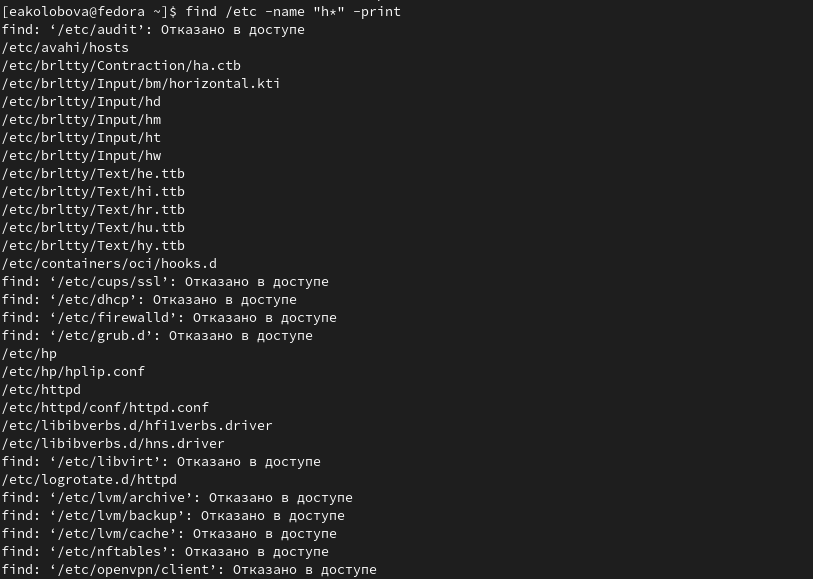 [eakolobova@fedora ~]$ find /etc -name "h*" -print
find: ‘/etc/audit’: Отказано в доступе
/etc/avahi/hosts
/etc/brltty/Contraction/ha.ctb
/etc/brltty/Input/bm/horizontal.kti
/etc/brltty/Input/hd
/etc/brltty/Input/hm
/etc/brltty/Input/ht
/etc/brltty/Input/hw
/etc/brltty/Text/he.ttb
/etc/brltty/Text/hi.ttb
/etc/brltty/Text/hr.ttb
/etc/brltty/Text/hu.ttb
/etc/brltty/Text/hy.ttb
/etc/containers/oci/hooks.d
find: ‘/etc/cups/ssl’: Отказано в доступе
find: ‘/etc/dhcp’: Отказано в доступе
find: ‘/etc/firewalld’: Отказано в доступе
find: ‘/etc/grub.d’: Отказано в доступе
/etc/hp
/etc/hp/hplip.conf
/etc/httpd
/etc/httpd/conf/httpd.conf
/etc/libibverbs.d/hfi1verbs.driver
/etc/libibverbs.d/hns.driver
find: ‘/etc/libvirt’: Отказано в доступе
/etc/logrotate.d/httpd
find: ‘/etc/lvm/archive’: Отказано в доступе
find: ‘/etc/lvm/backup’: Отказано в доступе
find: ‘/etc/lvm/cache’: Отказано в доступе
find: ‘/etc/nftables’: Отказано в доступе
find: ‘/etc/openvpn/client’: Отказано в доступе